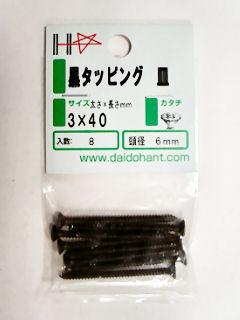 黒タッピング 皿
サイズ 太さ×長さmm
カタチ
3×40
入数: 8
頭径 6mm
www.daidohant.com